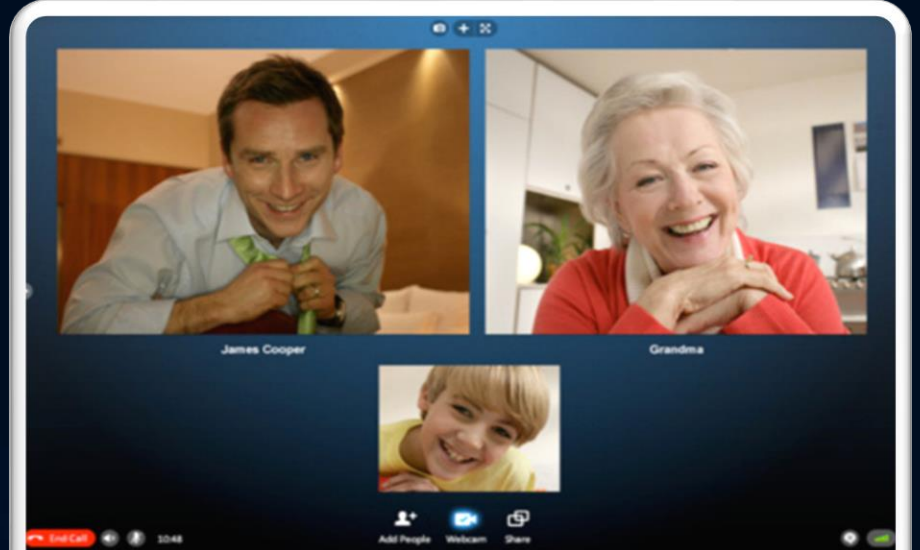 James Cooper
Grandma
Add People
Webcam
Share
End Call
10:48